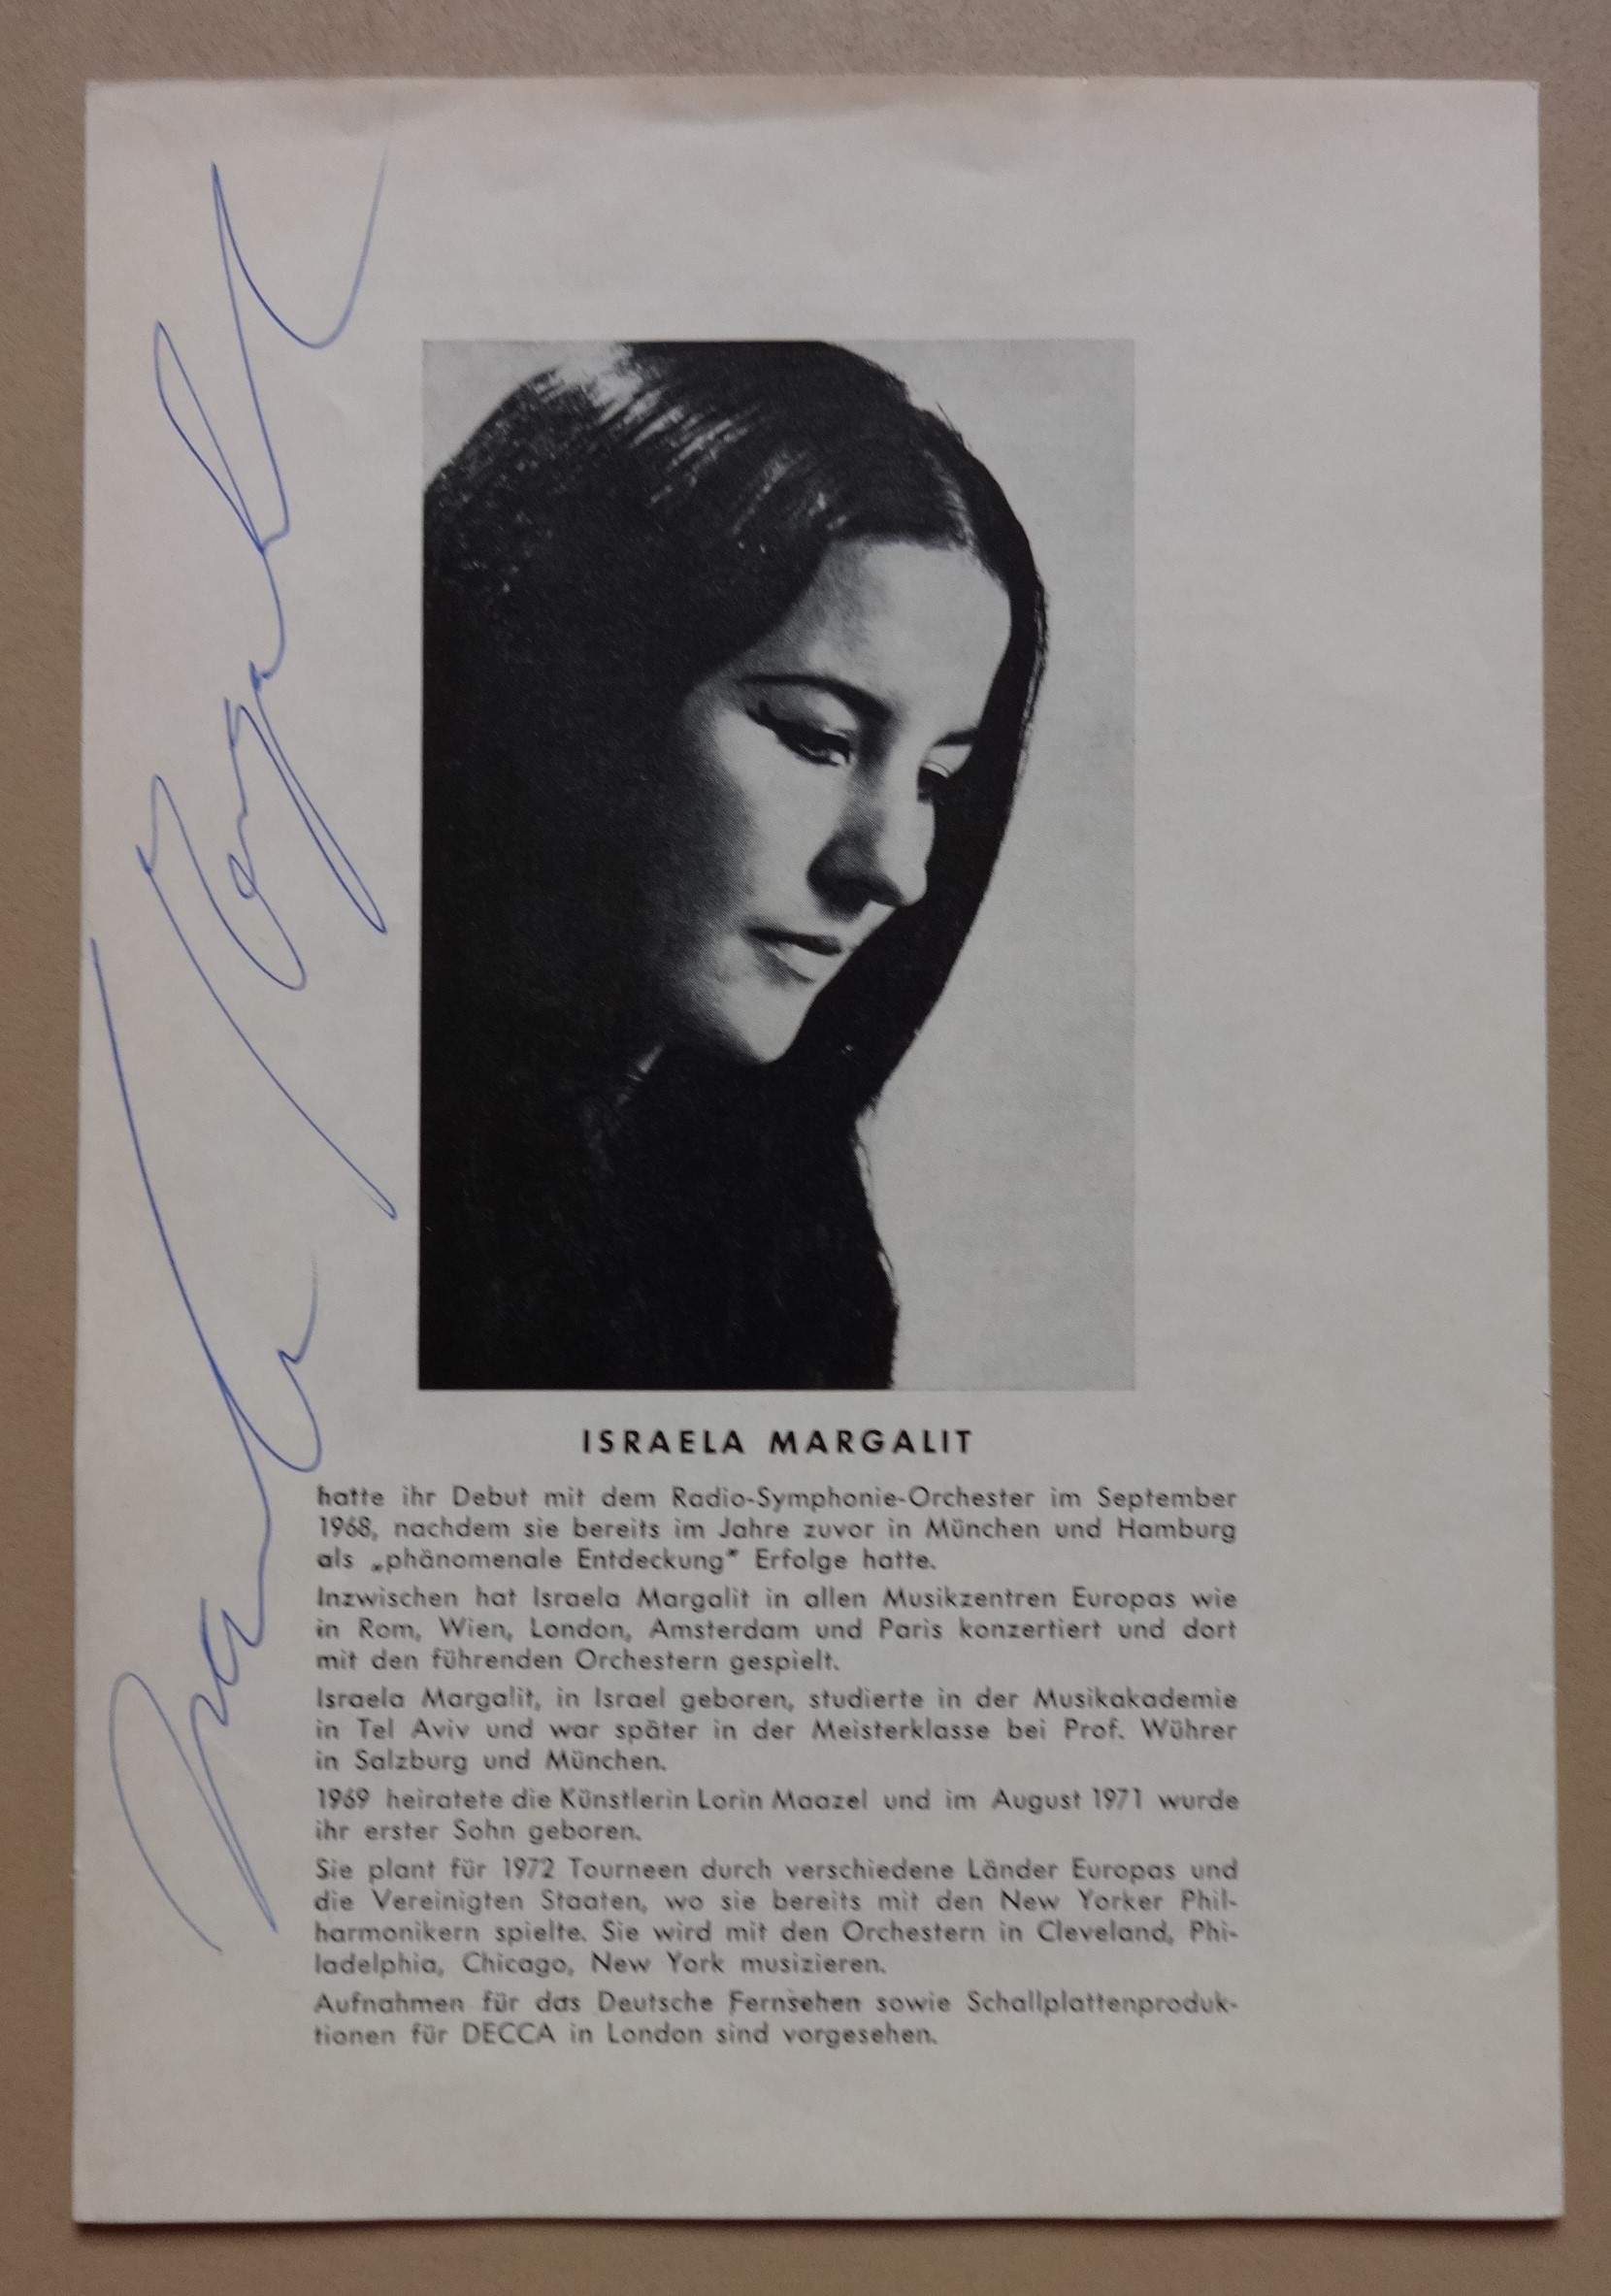 Israela Margalit
ISRAELA MARGALIT
hatte ihr Debut mit dem Radio-Symphonie-Orchester im September
1968, nachdem sie bereits im Jahre zuvor in München und Hamburg
als „phänomenale Entdeckung" Erfolge hatte.
Inzwischen hat Israela Margalit in allen Musikzentren Europas wie
in Rom, Wien, London, Amsterdam und Paris konzertiert und dort
mit den führenden Orchestern gespielt.
Israela Margalit, in Israel geboren, studierte in der Musikakademie
in Tel Aviv und war später in der Meisterklasse bei Prof. Wührer
in Salzburg und München.
1969 heiratete die Künstlerin Lorin Maazel und im August 1971 wurde
ihr erster Sohn geboren.
Sie plant für 1972 Tourneen durch verschiedene Länder Europas und
die Vereinigten Staaten, wo sie bereits mit den New Yorker Phil-
harmonikern spielte. Sie wird mit den Orchestern in Cleveland, Phi-
ladelphia, Chicago, New York musizieren.
Aufnahmen für das Deutsche Fernsehen sowie Schallplattenproduk-
tionen für DECCA in London sind vorgesehen.